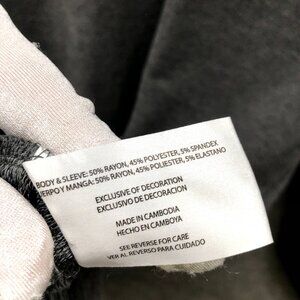 BODY & SLEEVE: 50% RAYON, 45% POLYESTER, 5% SPANDEX
ERPO Y MANGA: 50% RAYON, 45% POLIESTER, 5% ELASTANO
EXCLUSIVE OF DECORATION
EXCLUSIVO DE DECORACION
MADE IN CAMBODIA
HECHO EN CAMBOYA
SEE REVERSE FOR CARE
VER AL REVERSO PARA CUIDADO